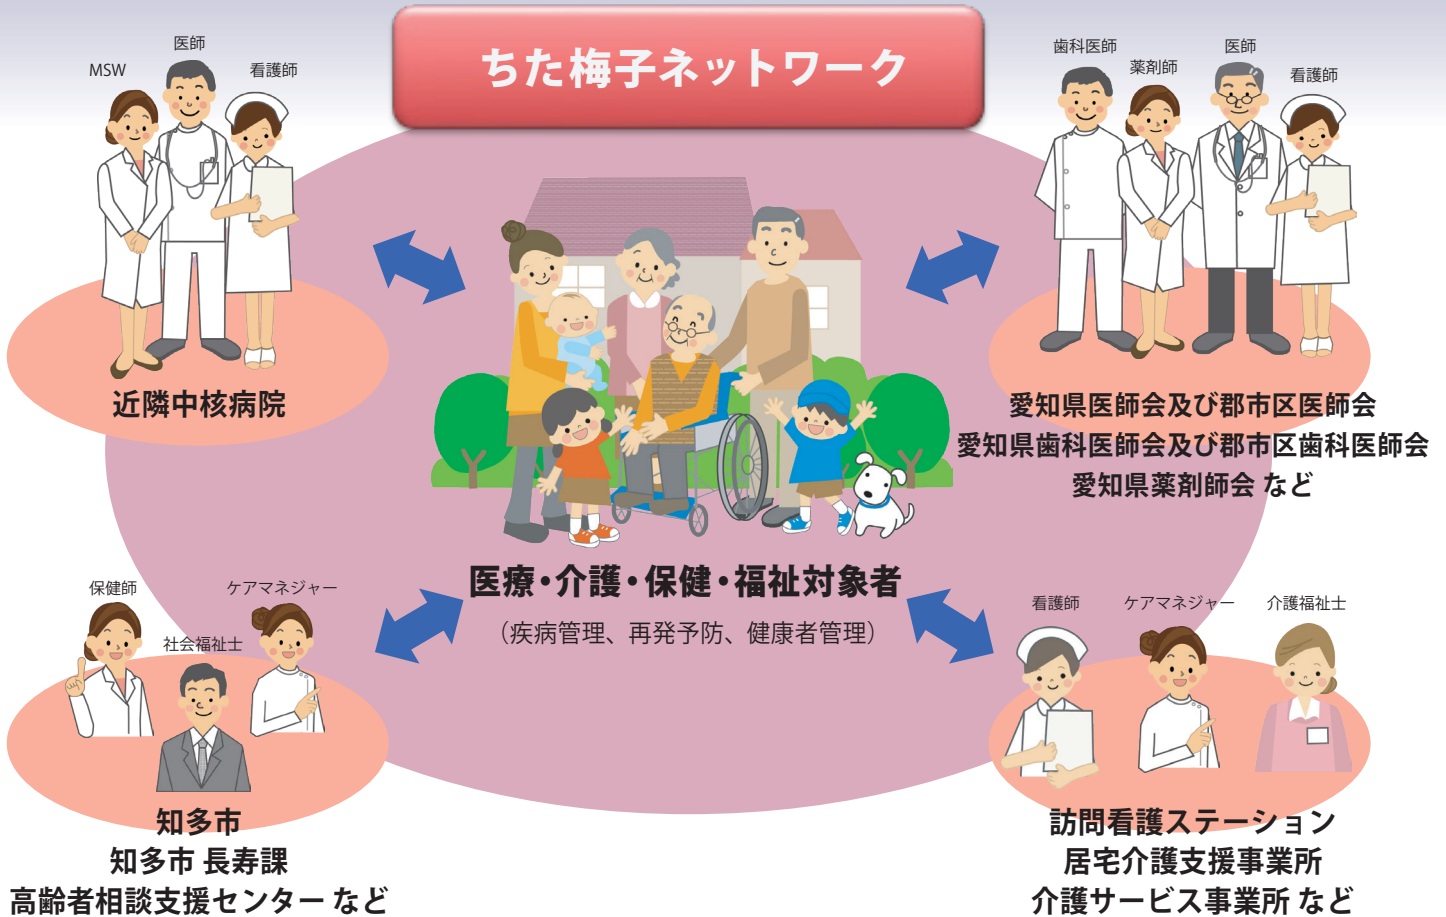 ちた梅子ネットワーク
MSW
医師
看護師
近隣中核病院
歯科医師
薬剤師
医師
看護師
愛知県医師会及び郡市区医師会
愛知県歯科医師会及び郡市区歯科医師会
愛知県薬剤師会 など
医療・介護・保健・福祉対象者
（疾病管理、再発予防、健康者管理）
保健師
社会福祉士
ケアマネジャー
知多市
知多市 長寿課
高齢者相談支援センター など
看護師
ケアマネジャー
介護福祉士
訪問看護ステーション
居宅介護支援事業所
介護サービス事業所 など